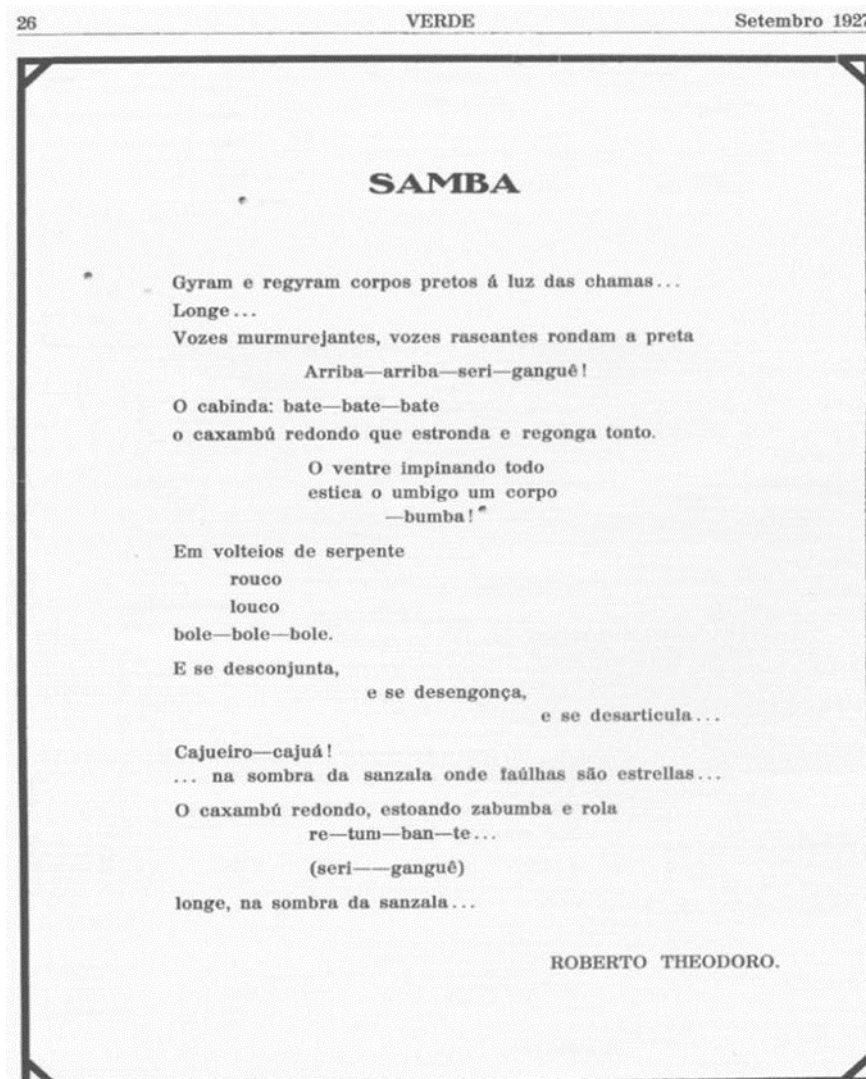 26 VERDE Setembro 1927
SAMBA
Gyram e regyram corpos pretos á luz das chamas...
Longe...
Vozes murmurejantes, vozes rascantes rondam a preta
Arriba—arriba—seri—ganguê!
O cabinda: bate—bate—bate
o caxambú redondo que estronda e regonga tonto.
O ventre impinando todo
estica o umbigo um corpo
—bumba!
Em volteios de serpente
rouco
louco
bole—bole—bole.
E se desconjunta,
e se desengonça,
e se desarticula...
Cajueiro—cajuá!
... na sombra da sanzala onde faúlhas são estrellas...
O caxambú redondo, estoando zabumba e rola
re—tum—ban—te...
(seri——ganguê)
longe, na sombra da sanzala...
ROBERTO THEODORO.